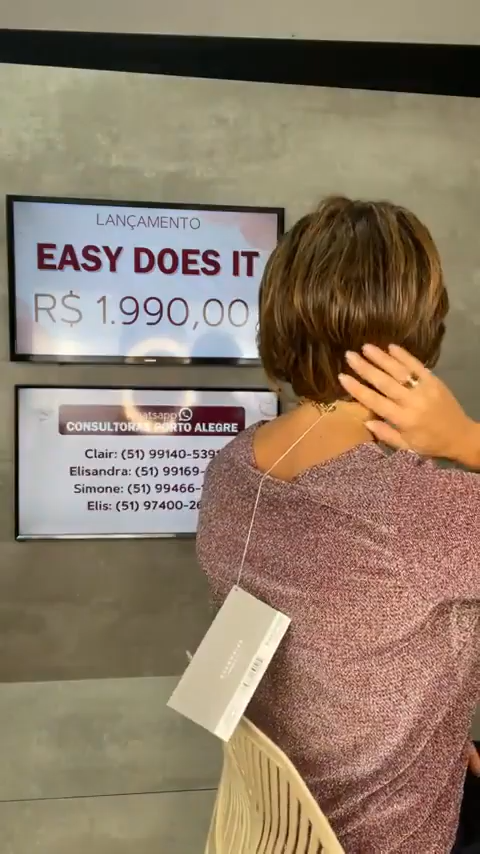 LANÇAMENTO
EASY DOES IT
R$ 1.990,00
Whatsapp
CONSULTORAS PORTO ALEGRE
Clair: (51) 99140-539
Elisandra: (51) 99169-
Simone: (51) 99466-
Elis: (51) 97400-26